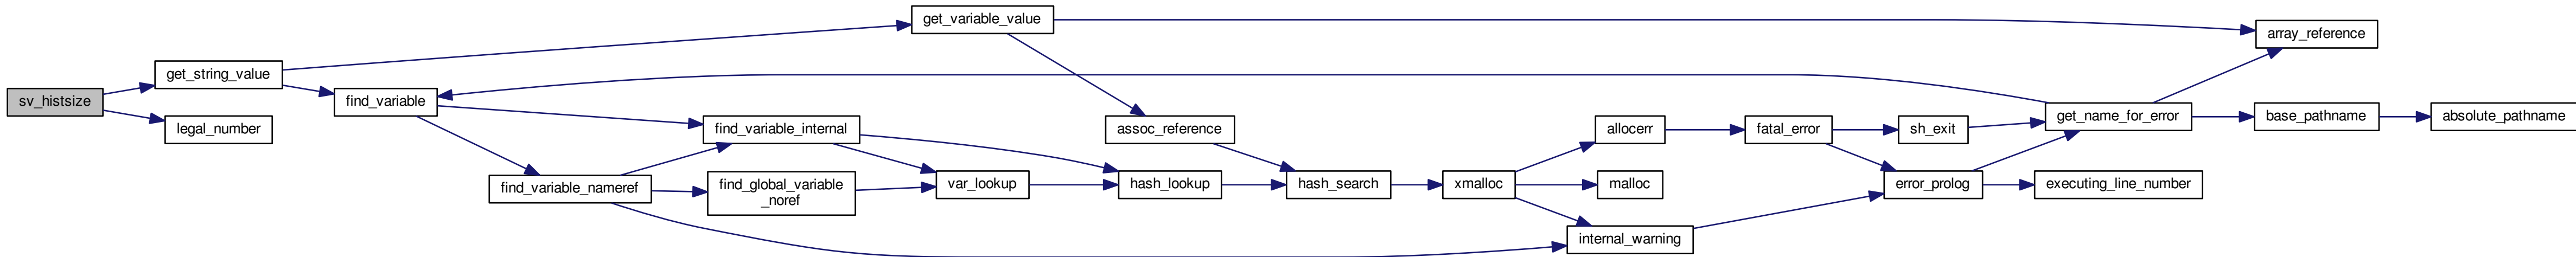 sv_histsize
get_string_value
legal_number
find_variable
find_variable_nameref
find_variable_internal
find_global_variable
_noref
get_variable_value
var_lookup
assoc_reference
hash_lookup
hash_search
xmalloc
allocerr
malloc
internal_warning
fatal_error
sh_exit
error_prolog
get_name_for_error
executing_line_number
array_reference
base_pathname
absolute_pathname